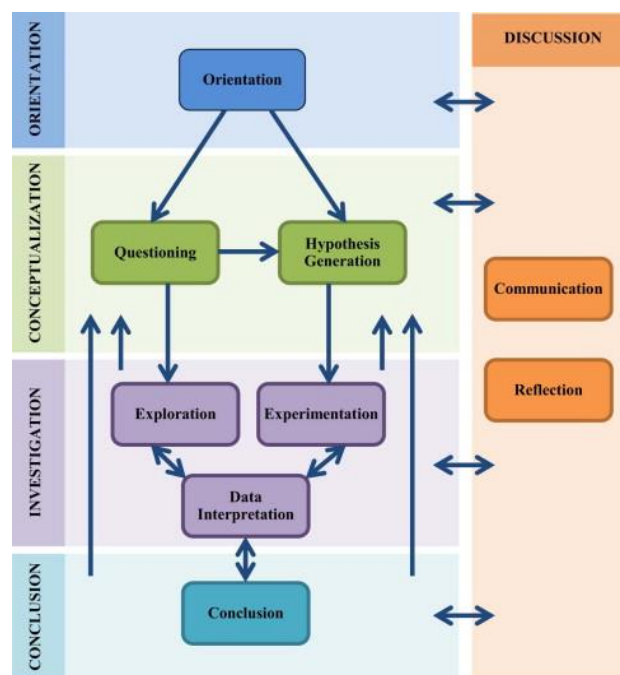 ORIENTATION
Orientation
CONCEPTUALIZATION
Questioning
Hypothesis
Generation
INVESTIGATION
Exploration
Experimentation
Data
Interpretation
CONCLUSION
Conclusion
DISCUSSION
Communication
Reflection